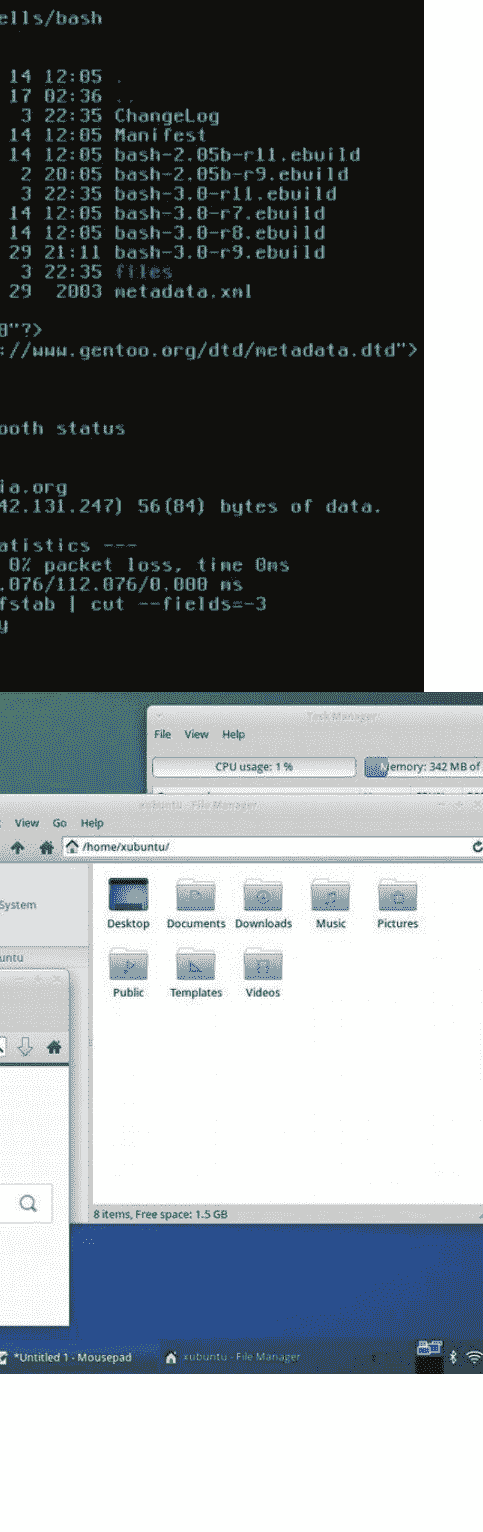 ells/bash
14 12:05 .
17 02:36 ..
3 22:35 ChangeLog
14 12:05 Manifest
14 12:05 bash-2.05b-r11.ebuild
2 20:05 bash-2.05b-r9.ebuild
3 22:35 bash-3.0-r11.ebuild
14 12:05 bash-3.0-r7.ebuild
14 12:05 bash-3.0-r8.ebuild
29 21:11 bash-3.0-r9.ebuild
3 22:35 files
29 2003 metadata.xml
0"?>
://www.gentoo.org/dtd/metadata.dtd">
ooth status
ia.org
42.131.247) 56(84) bytes of data.
atistics ---
0% packet loss, time 0ms
.076/112.076/0.000 ms
fstab | cut --fields=-3
y
Task Manager
File View Help
CPU usage: 1 %
Memory: 342 MB of
xubuntu - File Manager
View Go Help
/home/xubuntu/
System
untu
Desktop Documents Downloads Music Pictures
Public Templates Videos
8 items, Free space: 1.5 GB
*Untitled 1 - Mousepad xubuntu - File Manager